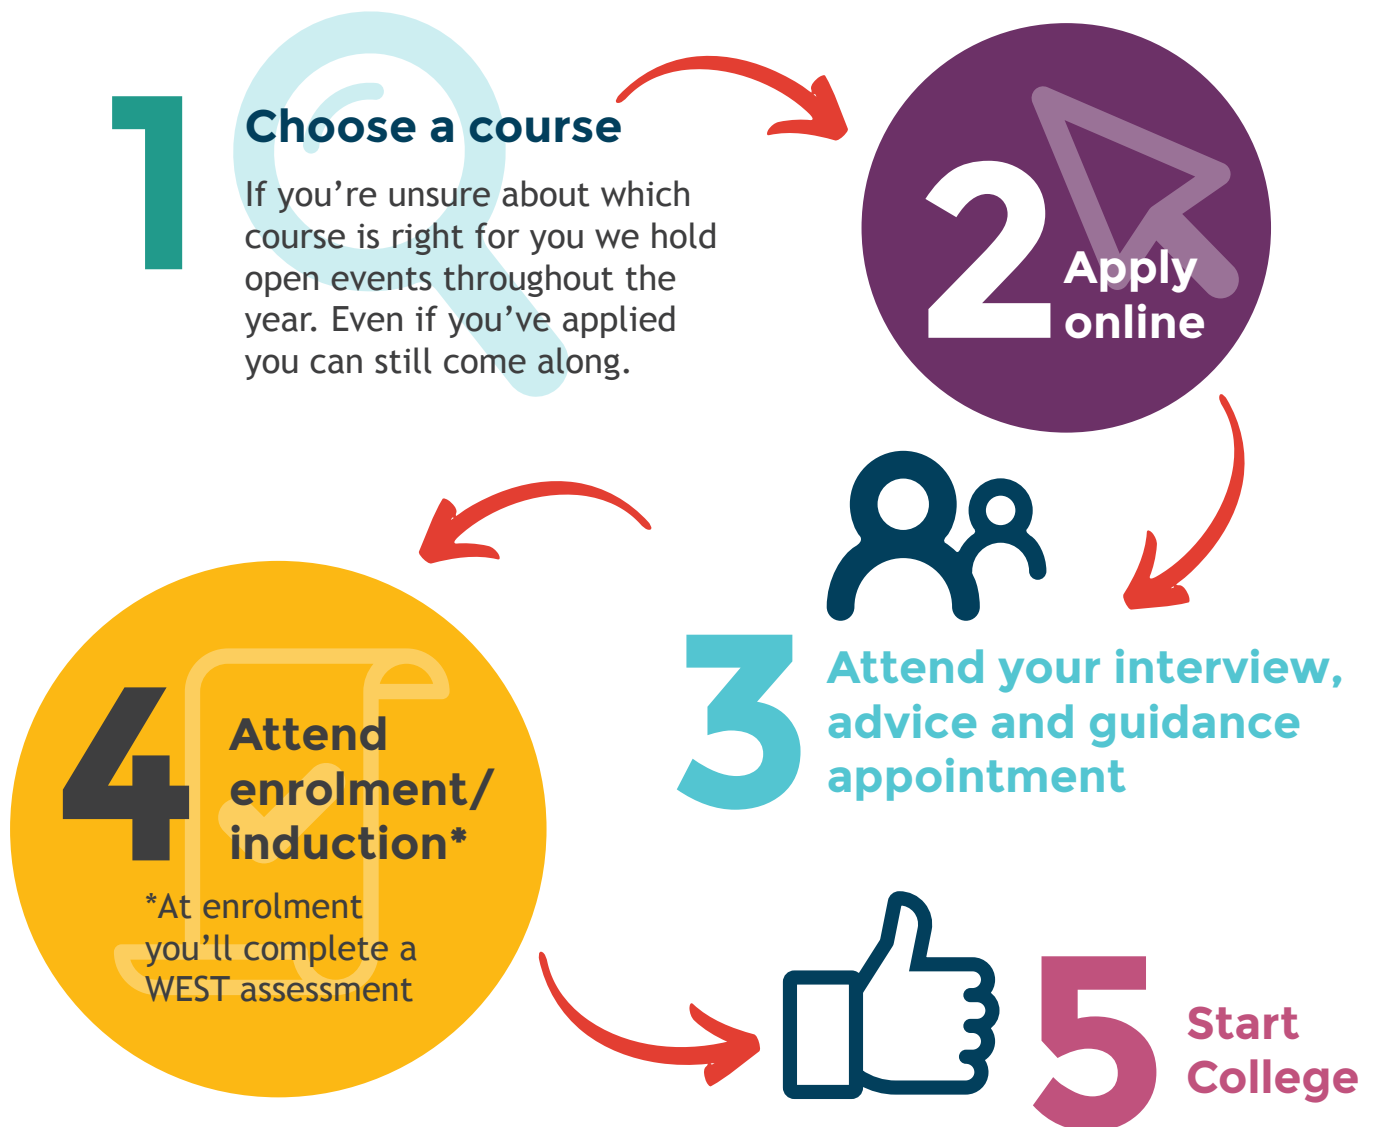 1
Choose a course
If you’re unsure about which
course is right for you we hold
open events throughout the
year. Even if you’ve applied
you can still come along.
2
Apply
online
3
Attend your interview,
advice and guidance
appointment
4
Attend
enrolment/
induction*
*At enrolment
you’ll complete a
WEST assessment
5
Start
College